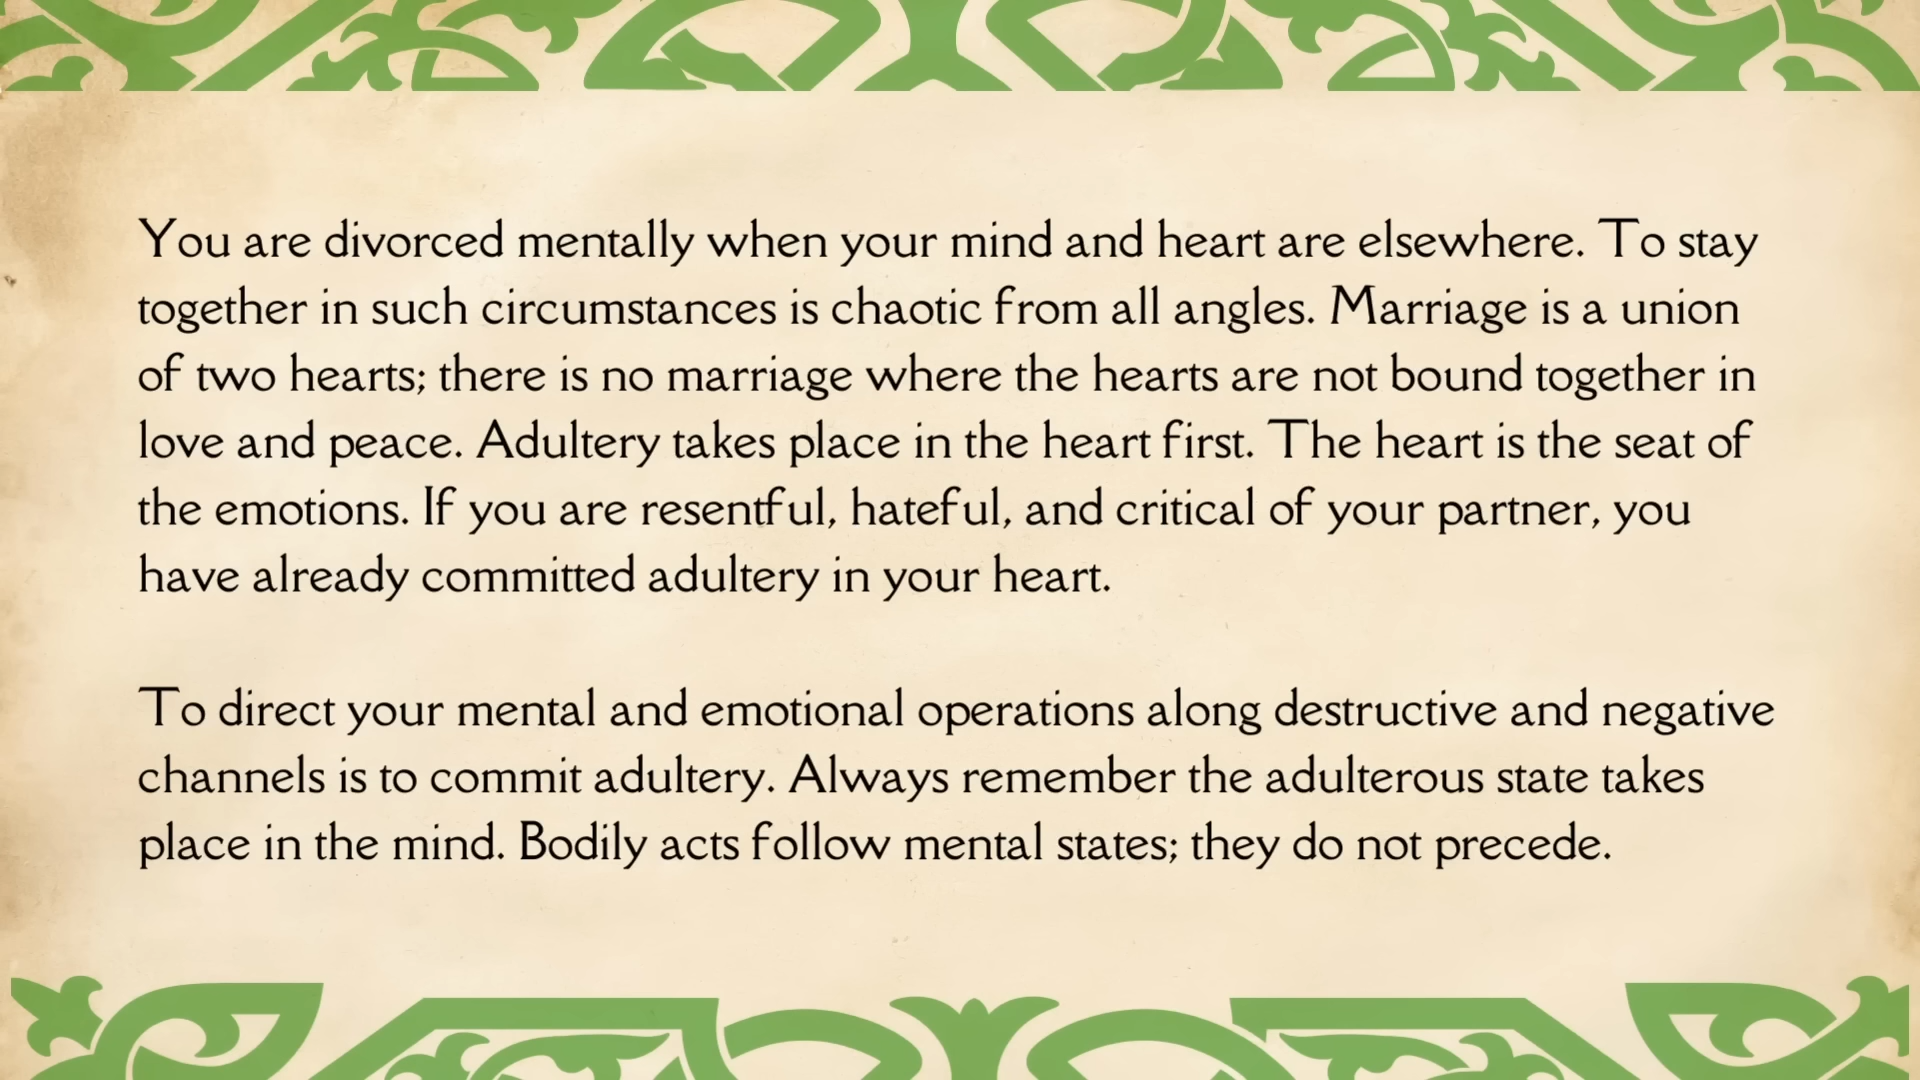 You are divorced mentally when your mind and heart are elsewhere. To stay
together in such circumstances is chaotic from all angles. Marriage is a union
of two hearts; there is no marriage where the hearts are not bound together in
love and peace. Adultery takes place in the heart first. The heart is the seat of
the emotions. If you are resentful, hateful, and critical of your partner, you
have already committed adultery in your heart.
To direct your mental and emotional operations along destructive and negative
channels is to commit adultery. Always remember the adulterous state takes
place in the mind. Bodily acts follow mental states; they do not precede.